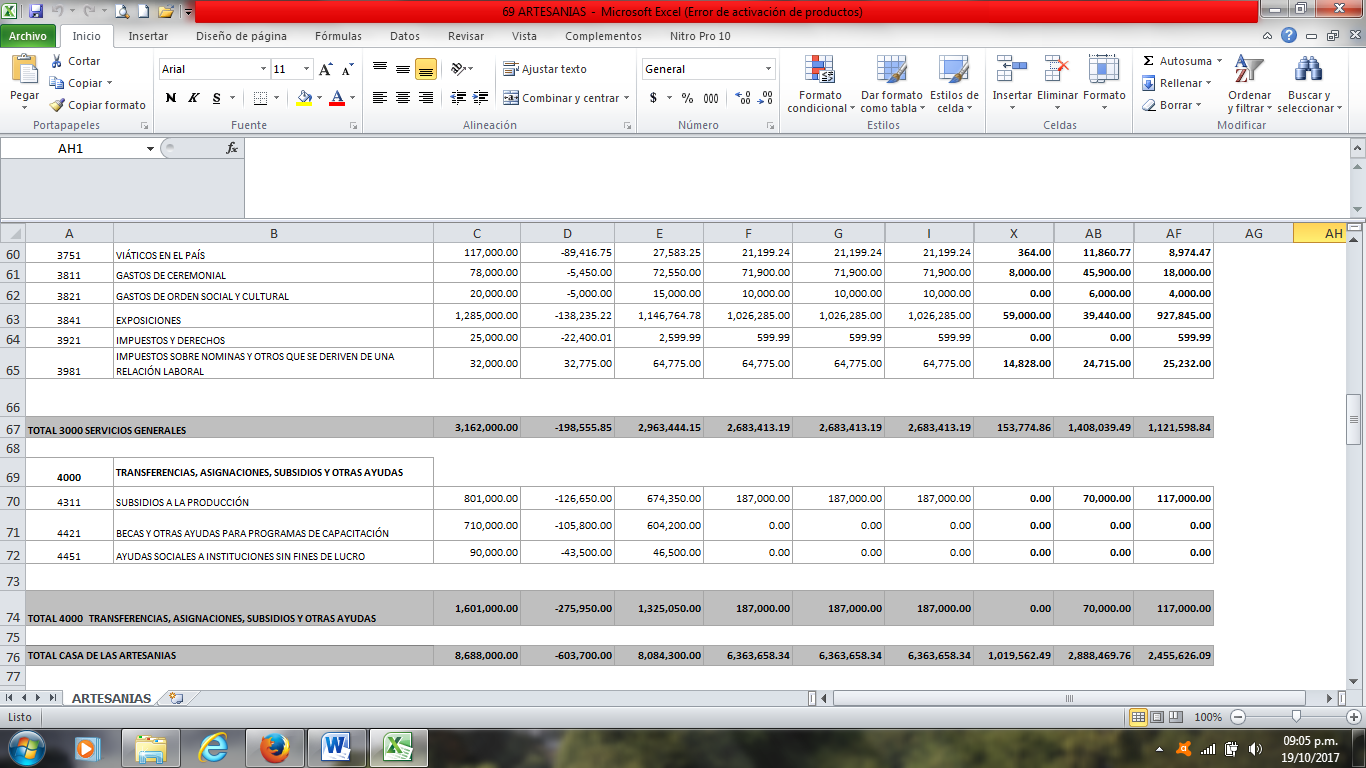 69 ARTESANIAS - Microsoft Excel (Error de activación de productos)
Archivo Inicio Insertar Diseño de página Fórmulas Datos Revisar Vista Complementos Nitro Pro 10
Pegar
Cortar
Copiar
Copiar formato
Portapapeles
Arial 11
N K S
Fuente
Ajustar texto
Combinar y centrar
Alineación
General
$ % 000
Número
Formato condicional
Dar formato como tabla
Estilos de celda
Estilos
Insertar Eliminar Formato
Celdas
Σ Autosuma
Rellenar
Borrar
Ordenar y filtrar
Buscar y seleccionar
Modificar
AH1 fx
A B C D E F G I X AB AF AG AH
60 3751 VIÁTICOS EN EL PAÍS 117,000.00 -89,416.75 27,583.25 21,199.24 21,199.24 21,199.24 364.00 11,860.77 8,974.47
61 3811 GASTOS DE CEREMONIAL 78,000.00 -5,450.00 72,550.00 71,900.00 71,900.00 71,900.00 8,000.00 45,900.00 18,000.00
62 3821 GASTOS DE ORDEN SOCIAL Y CULTURAL 20,000.00 -5,000.00 15,000.00 10,000.00 10,000.00 10,000.00 0.00 6,000.00 4,000.00
63 3841 EXPOSICIONES 1,285,000.00 -138,235.22 1,146,764.78 1,026,285.00 1,026,285.00 1,026,285.00 59,000.00 39,440.00 927,845.00
64 3921 IMPUESTOS Y DERECHOS 25,000.00 -22,400.01 2,599.99 599.99 599.99 599.99 0.00 0.00 599.99
IMPUESTOS SOBRE NOMINAS Y OTROS QUE SE DERIVEN DE UNA
65 3981 RELACIÓN LABORAL 32,000.00 32,775.00 64,775.00 64,775.00 64,775.00 64,775.00 14,828.00 24,715.00 25,232.00
66
67 TOTAL 3000 SERVICIOS GENERALES 3,162,000.00 -198,555.85 2,963,444.15 2,683,413.19 2,683,413.19 2,683,413.19 153,774.86 1,408,039.49 1,121,598.84
68
69 4000 TRANSFERENCIAS, ASIGNACIONES, SUBSIDIOS Y OTRAS AYUDAS
70 4311 SUBSIDIOS A LA PRODUCCIÓN 801,000.00 -126,650.00 674,350.00 187,000.00 187,000.00 187,000.00 0.00 70,000.00 117,000.00
71 4421 BECAS Y OTRAS AYUDAS PARA PROGRAMAS DE CAPACITACIÓN 710,000.00 -105,800.00 604,200.00 0.00 0.00 0.00 0.00 0.00 0.00
72 4451 AYUDAS SOCIALES A INSTITUCIONES SIN FINES DE LUCRO 90,000.00 -43,500.00 46,500.00 0.00 0.00 0.00 0.00 0.00 0.00
73
74 TOTAL 4000 TRANSFERENCIAS, ASIGNACIONES, SUBSIDIOS Y OTRAS AYUDAS 1,601,000.00 -275,950.00 1,325,050.00 187,000.00 187,000.00 187,000.00 0.00 70,000.00 117,000.00
75
76 TOTAL CASA DE LAS ARTESANIAS 8,688,000.00 -603,700.00 8,084,300.00 6,363,658.34 6,363,658.34 6,363,658.34 1,019,562.49 2,888,469.76 2,455,626.09
77
ARTESANIAS
Listo 100%
09:05 p.m.
19/10/2017